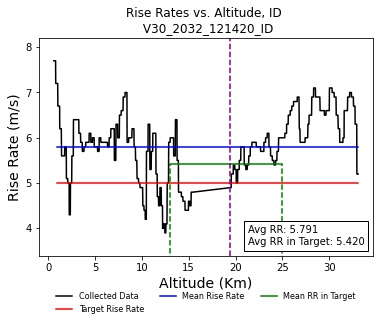 Rise Rates vs. Altitude, ID
V30_2032_121420_ID
Rise Rate (m/s)
8
7
6
5
4
0 5 10 15 20 25 30
Avg RR: 5.791
Avg RR in Target: 5.420
Altitude (Km)
Collected Data
Mean Rise Rate
Mean RR in Target
Target Rise Rate